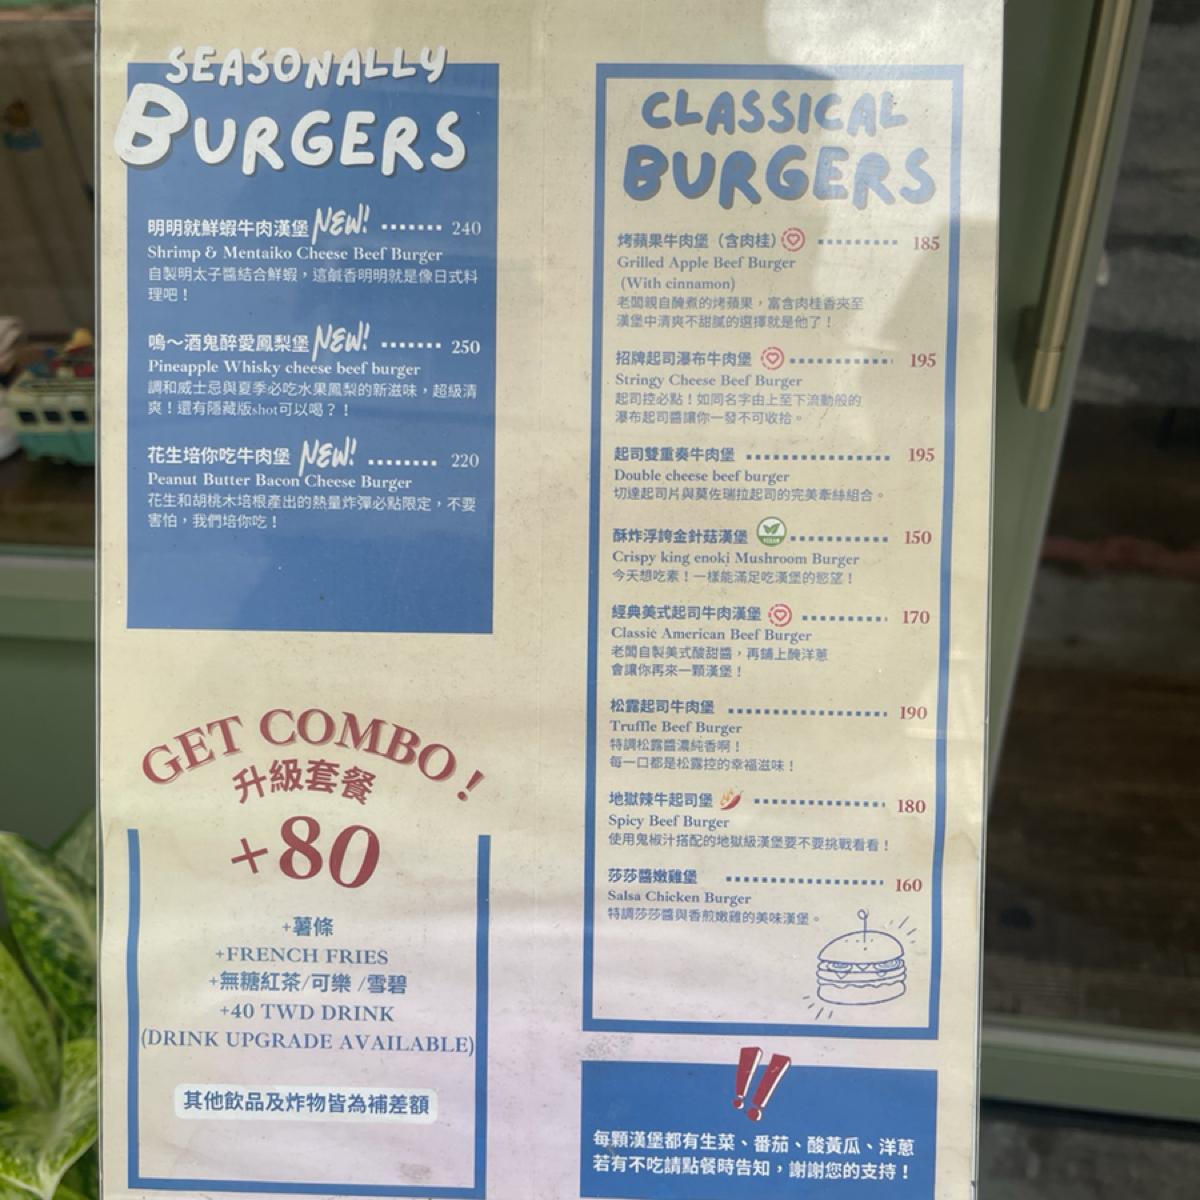 SEASONALLY
BURGERS
明明就鮮蝦牛肉漢堡 NEW! ....... 240
Shrimp & Mentaiko Cheese Beef Burger
自製明太子醬結合鮮蝦，這鹹香明明就是像日式料
理吧！
嗚～酒鬼醉愛鳳梨堡 NEW! ....... 250
Pineapple Whisky cheese beef burger
調和威士忌與夏季必吃水果鳳梨的新滋味，超級清
爽！還有隱藏版shot可以喝？！
花生培你吃牛肉堡 NEW! ........ 220
Peanut Butter Bacon Cheese Burger
花生和胡桃木培根產出的熱量炸彈必點限定，不要
害怕，我們培你吃！
GET COMBO!
升級套餐
+80
+薯條
+FRENCH FRIES
+無糖紅茶/可樂 /雪碧
+40 TWD DRINK
(DRINK UPGRADE AVAILABLE)
其他飲品及炸物皆為補差額
CLASSICAL
BURGERS
烤蘋果牛肉堡（含肉桂） .......... 185
Grilled Apple Beef Burger
(With cinnamon)
老闆親自醃煮的烤蘋果，富含肉桂香夾至
漢堡中清爽不甜膩的選擇就是他了！
招牌起司瀑布牛肉堡 ............. 195
Stringy Cheese Beef Burger
起司控必點！如同名字由上至下流動般的
瀑布起司醬讓你一發不可收拾。
起司雙重奏牛肉堡 .................. 195
Double cheese beef burger
切達起司片與莫佐瑞拉起司的完美牽絲組合。
酥炸浮誇金針菇漢堡 VEGAN ............ 150
Crispy king enoki Mushroom Burger
今天想吃素！一樣能滿足吃漢堡的慾望！
經典美式起司牛肉漢堡 ........... 170
Classic American Beef Burger
老闆自製美式酸甜醬，再鋪上醃洋蔥
會讓你再來一顆漢堡！
松露起司牛肉堡 .................... 190
Truffle Beef Burger
特調松露醬濃純香啊！
每一口都是松露控的幸福滋味！
地獄辣牛起司堡 ................. 180
Spicy Beef Burger
使用鬼椒汁搭配的地獄級漢堡要不要挑戰看看！
莎莎醬嫩雞堡 .................... 160
Salsa Chicken Burger
特調莎莎醬與香煎嫩雞的美味漢堡。
!!
每顆漢堡都有生菜、番茄、酸黃瓜、洋蔥
若有不吃請點餐時告知，謝謝您的支持！